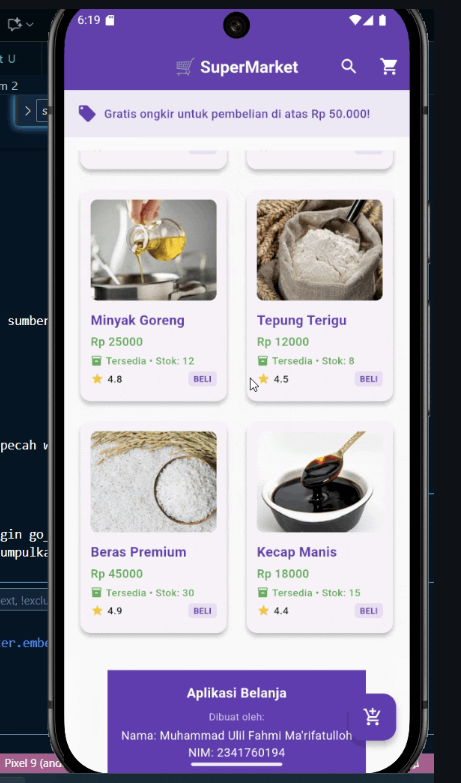 6:19
t U
m 2
SuperMarket
Gratis ongkir untuk pembelian di atas Rp 50.000!
Minyak Goreng
Rp 25000
Tersedia • Stok: 12
4.8 BELI
Tepung Terigu
Rp 12000
Tersedia • Stok: 8
4.5 BELI
sumber
pecah
gin go_
umpulka
Beras Premium
Rp 45000
Tersedia • Stok: 30
4.9 BELI
Kecap Manis
Rp 18000
Tersedia • Stok: 15
4.4 BELI
ext, !exclu
er.embe
Aplikasi Belanja
Dibuat oleh:
Nama: Muhammad Ulil Fahmi Ma'rifatulloh
NIM: 2341760194
Pixel 9 (and